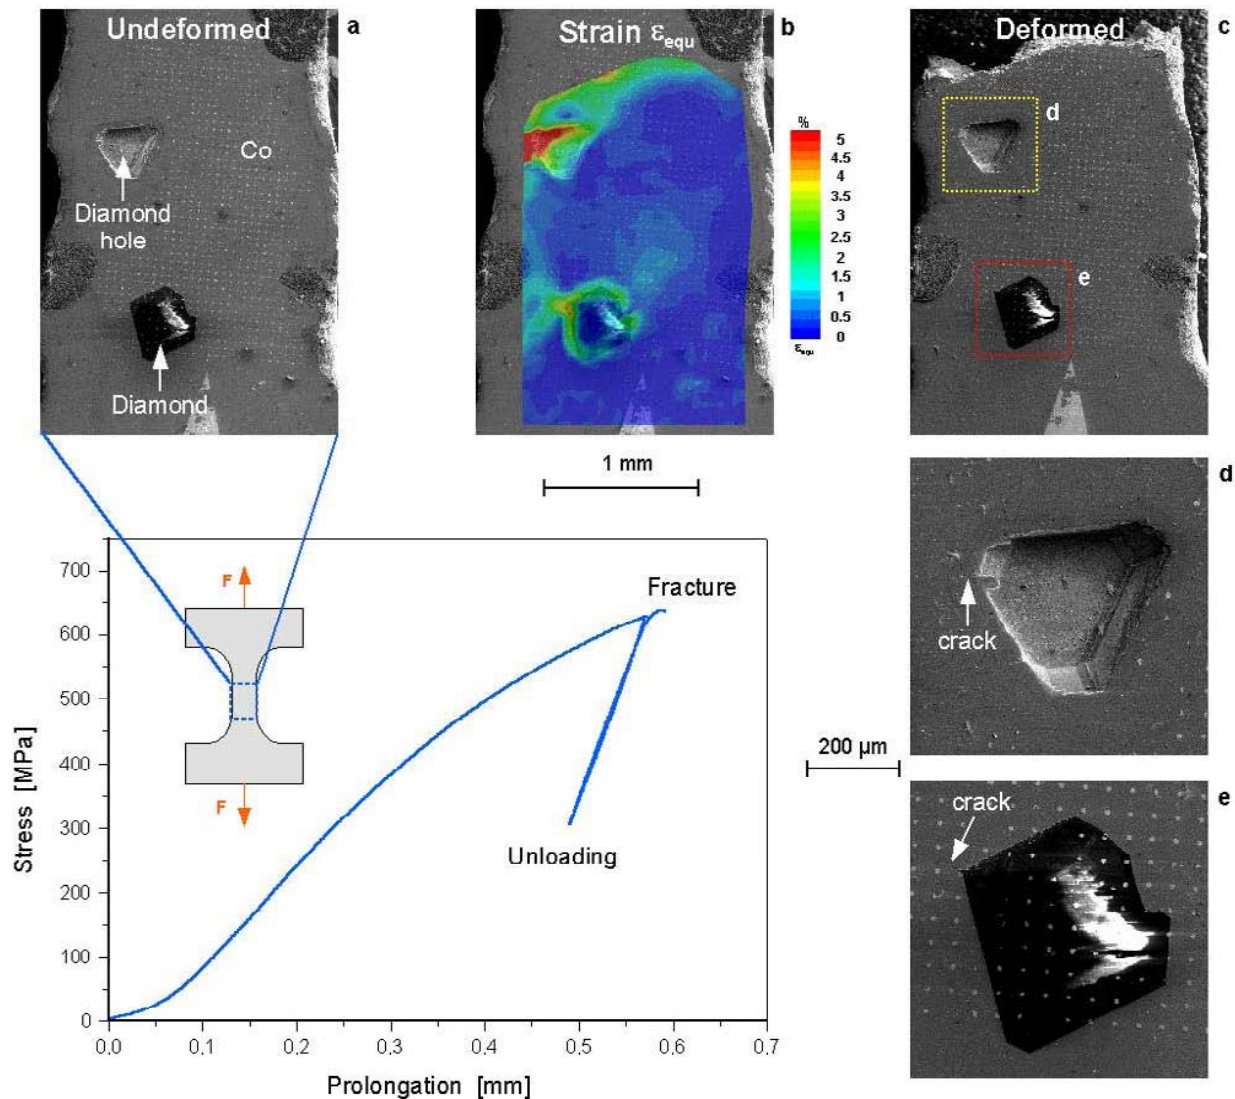 Undeformed
a
Co
Diamond
hole
Diamond
Strain εequ
b
%
5
4.5
4
3.5
3
2.5
2
1.5
1
0.5
0
εequ
1 mm
Deformed
c
d
e
d
crack
200 µm
e
crack
Stress [MPa]
700
600
500
400
300
200
100
0
F
F
Fracture
Unloading
0.0
0.1
0.2
0.3
0.4
0.5
0.6
0.7
Prolongation [mm]